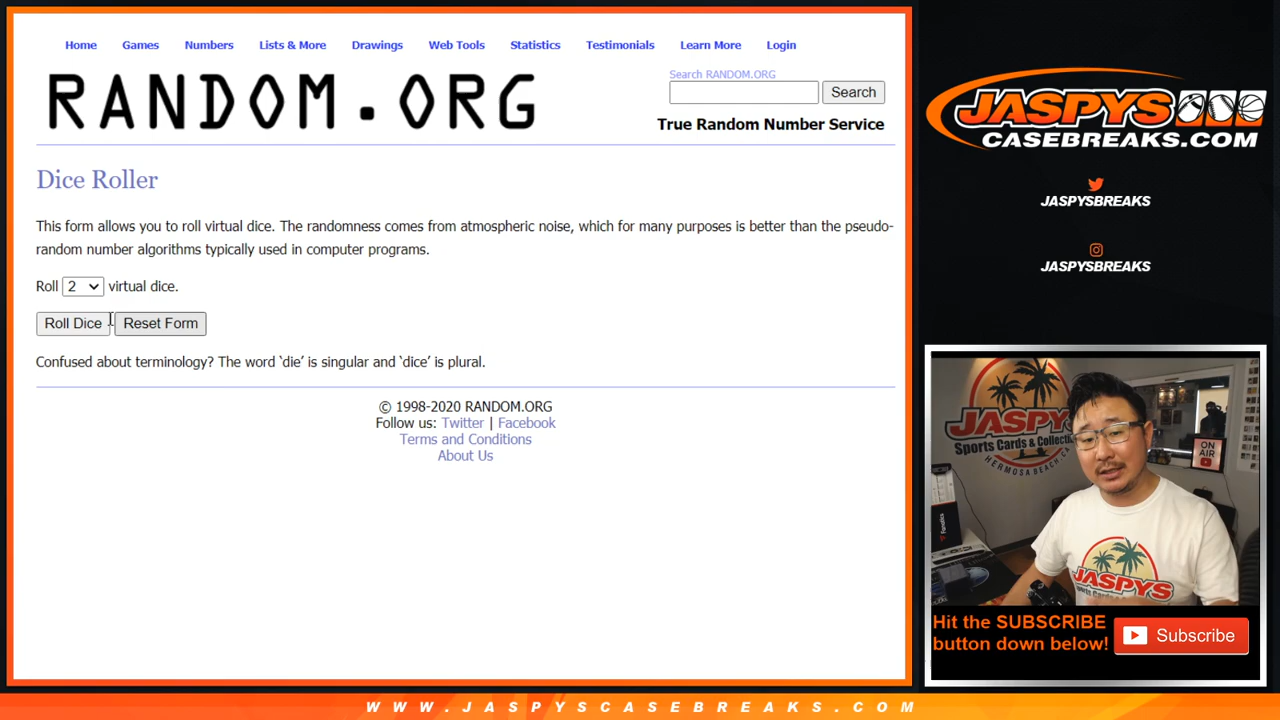 Home Games Numbers Lists & More Drawings Web Tools Statistics Testimonials Learn More Login
RANDOM.ORG
Search RANDOM.ORG
Search
True Random Number Service
Dice Roller
This form allows you to roll virtual dice. The randomness comes from atmospheric noise, which for many purposes is better than the pseudo-
random number algorithms typically used in computer programs.
Roll 2 virtual dice.
Roll Dice Reset Form
Confused about terminology? The word ‘die’ is singular and ‘dice’ is plural.
© 1998-2020 RANDOM.ORG
Follow us: Twitter | Facebook
Terms and Conditions
About Us
JASPYS
CASEBREAKS.COM
JASPYSBREAKS
JASPYSBREAKS
JASPYS
Sports Cards & Collecti
HERMOSA BEACH, CA
ON
AIR
Fanatics
JASPYS
Hit the SUBSCRIBE
button down below!
Subscribe
WWW.JASPYSCASEBREAKS.COM